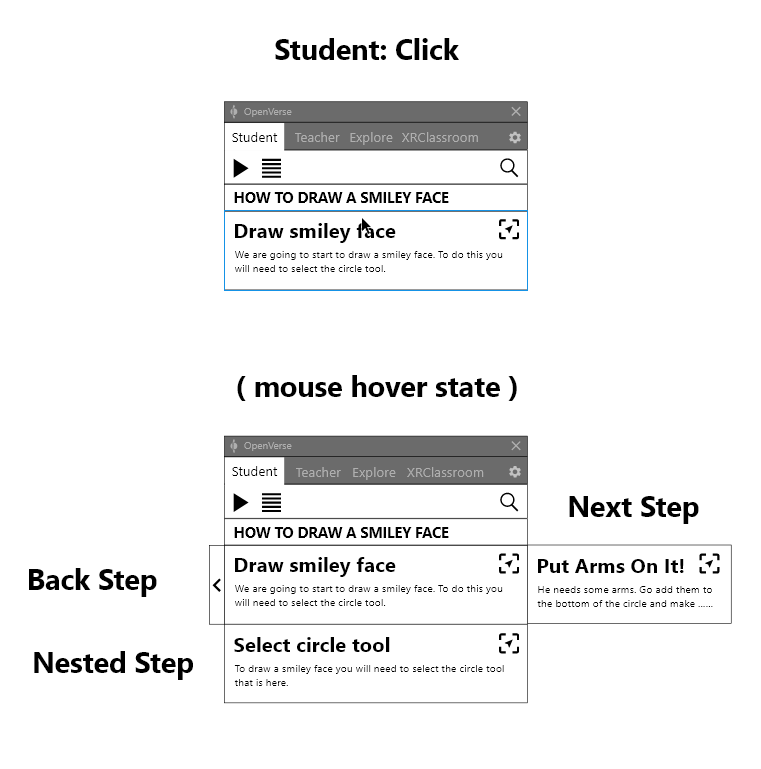 Student: Click
OpenVerse
Student Teacher Explore XRClassroom
HOW TO DRAW A SMILEY FACE
Draw smiley face
We are going to start to draw a smiley face. To do this you
will need to select the circle tool.
( mouse hover state )
OpenVerse
Student Teacher Explore XRClassroom
Next Step
HOW TO DRAW A SMILEY FACE
Back Step
Draw smiley face
We are going to start to draw a smiley face. To do this you
will need to select the circle tool.
Put Arms On It!
He needs some arms. Go add them to
the bottom of the circle and make ......
Nested Step
Select circle tool
To draw a smiley face you will need to select the circle tool
that is here.